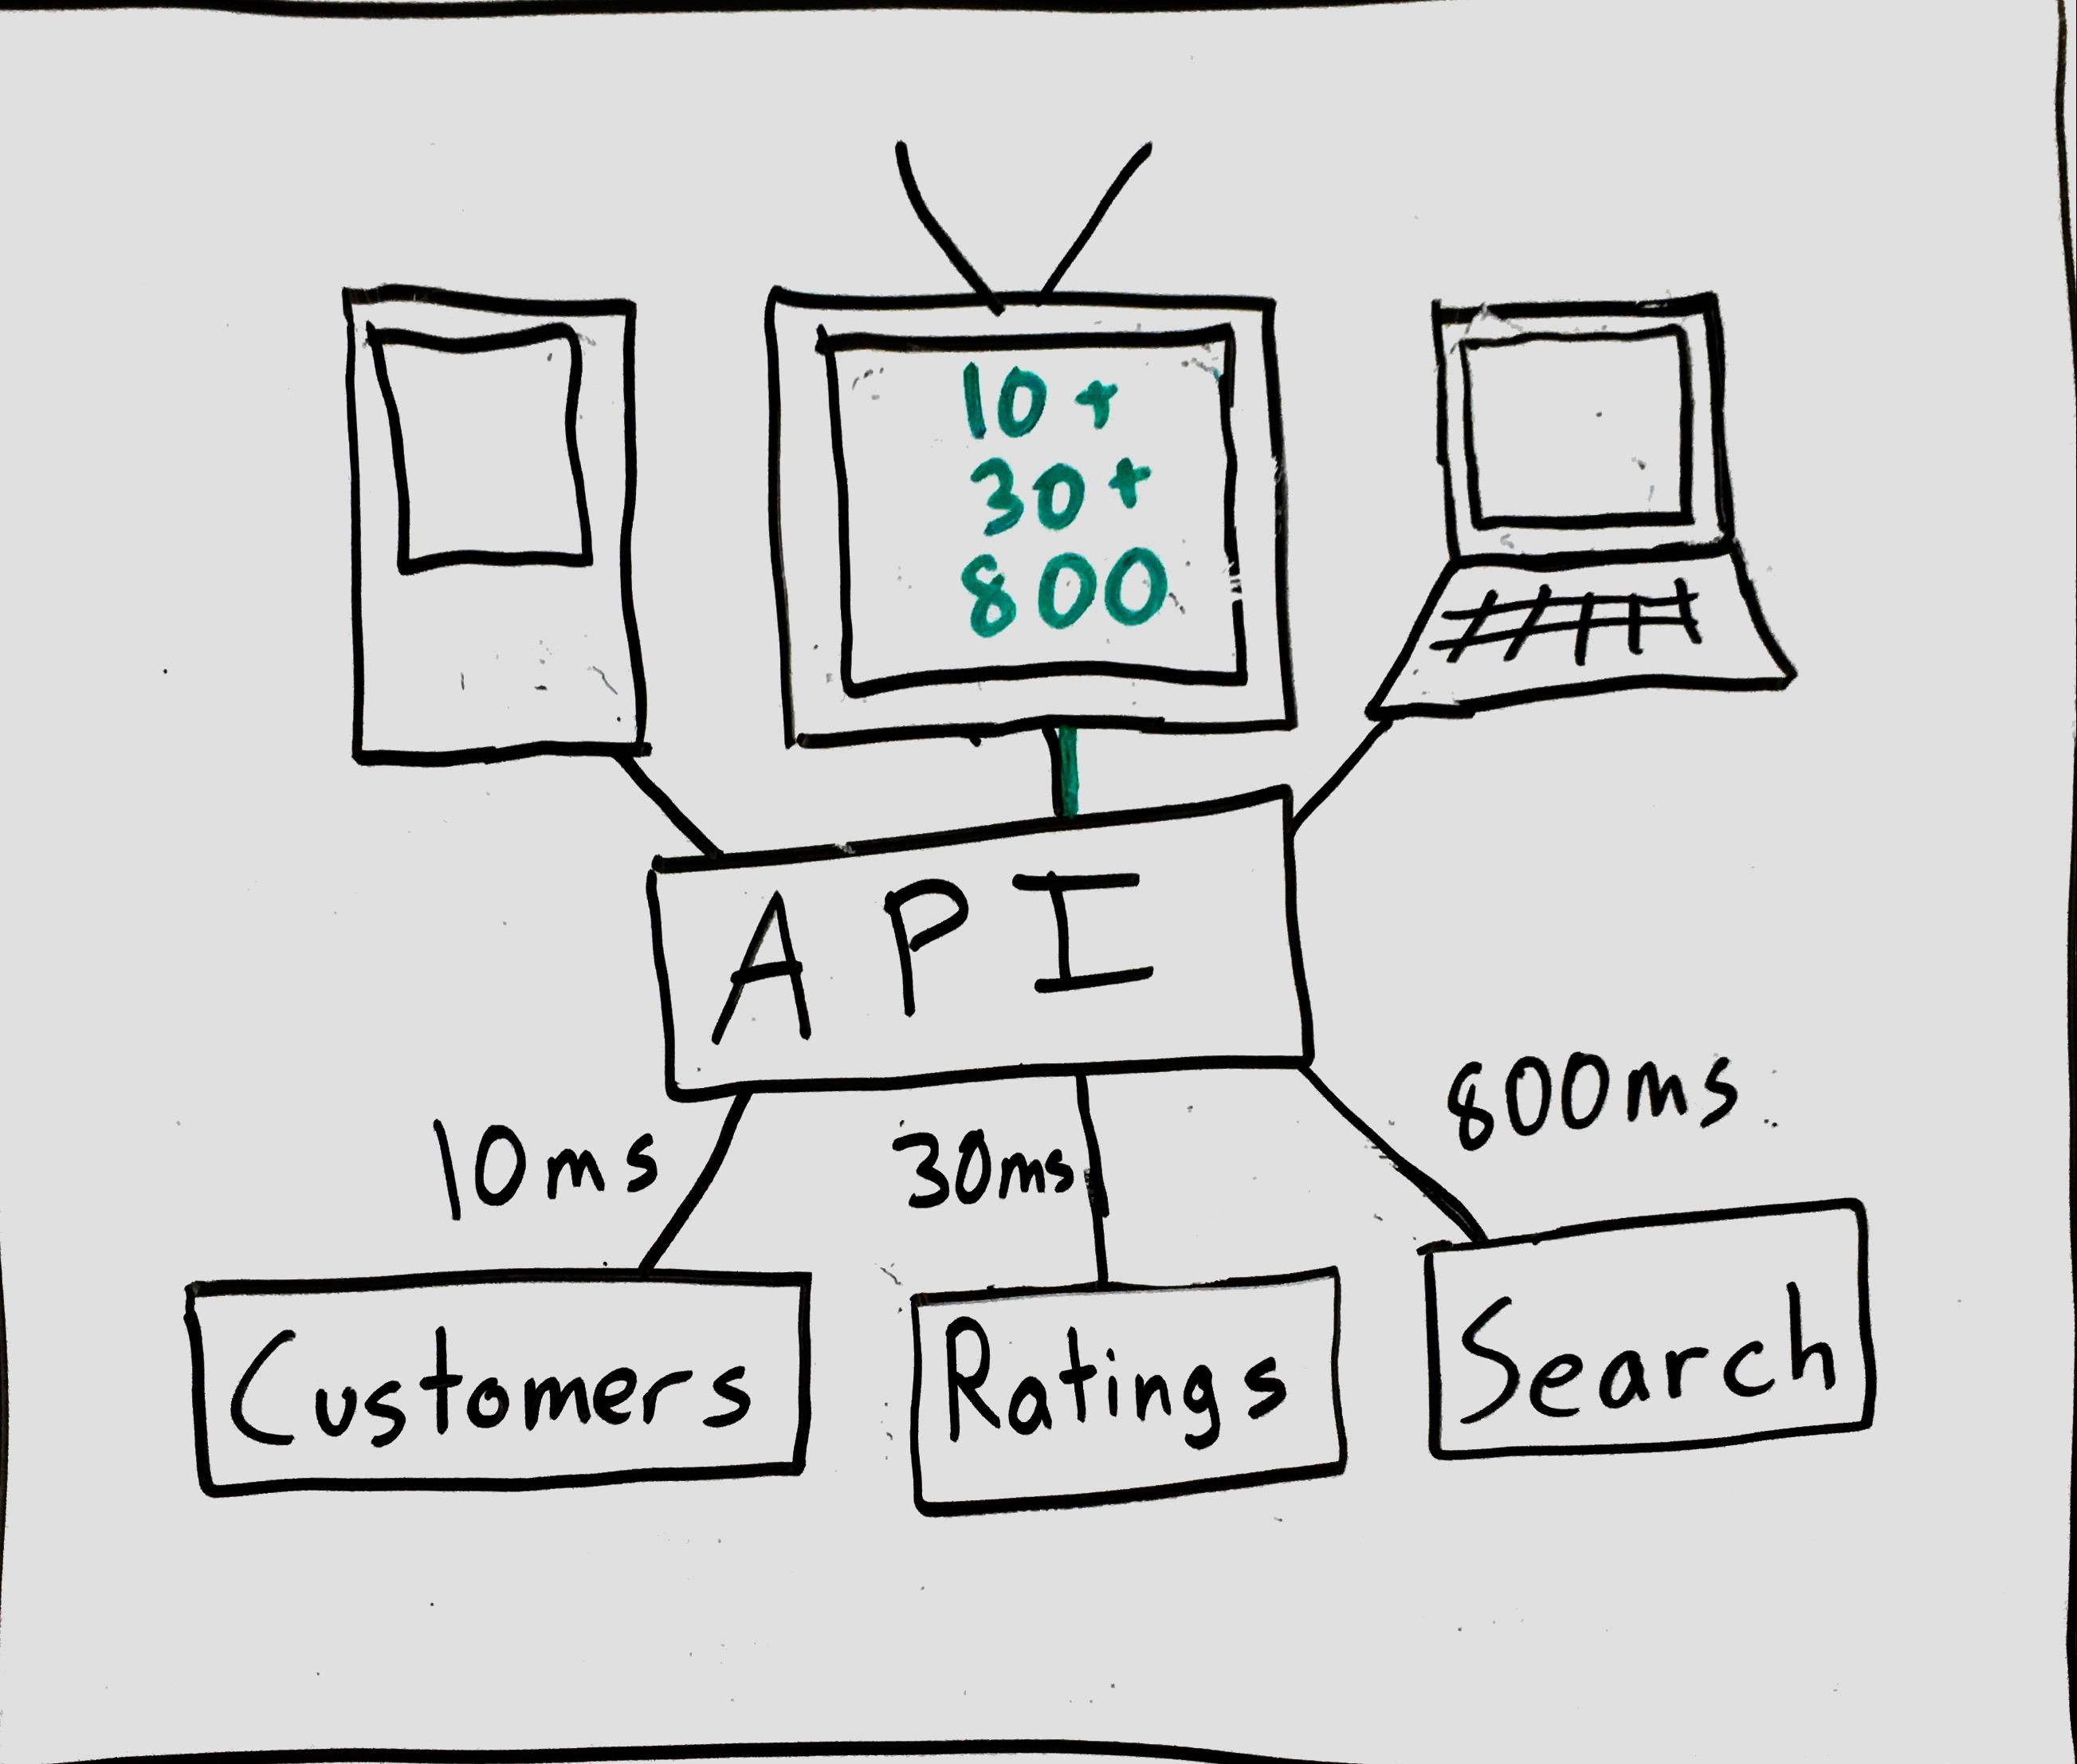 10+
30+
800
API
10ms
30ms
800ms
Customers
Ratings
Search